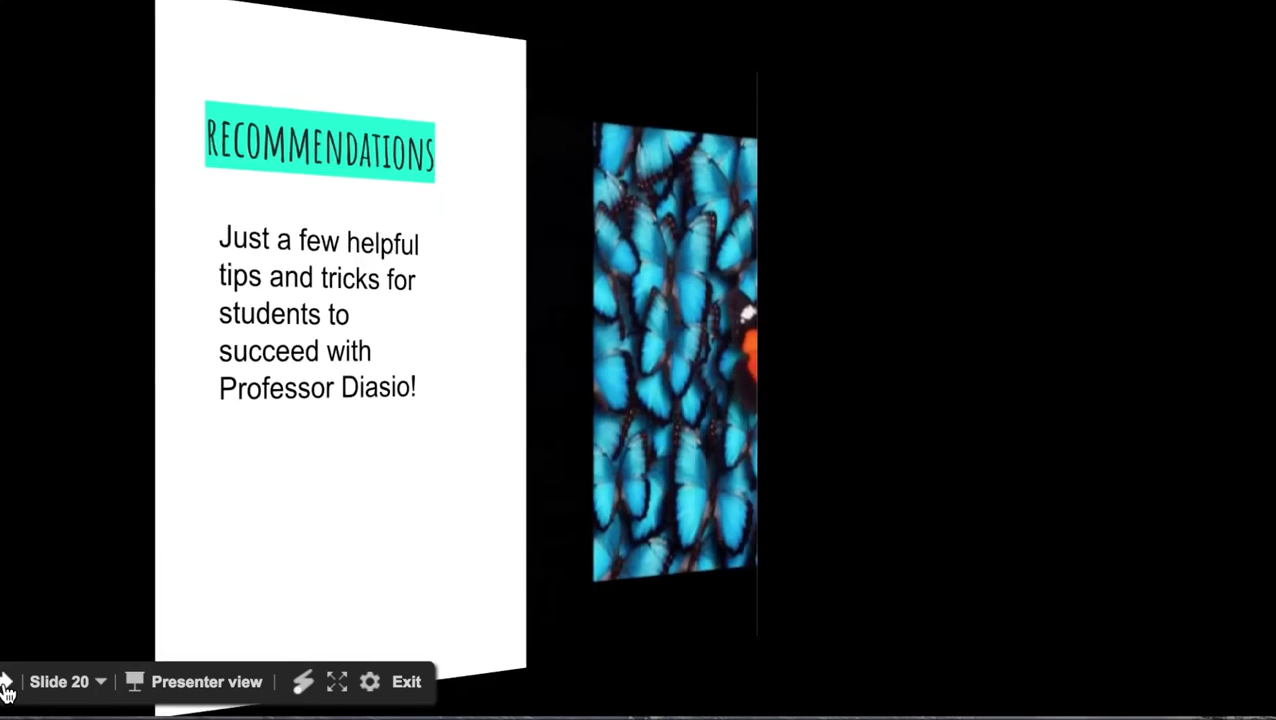 RECOMMENDATIONS
Just a few helpful
tips and tricks for
students to
succeed with
Professor Diasio!
Slide 20 Presenter view Exit